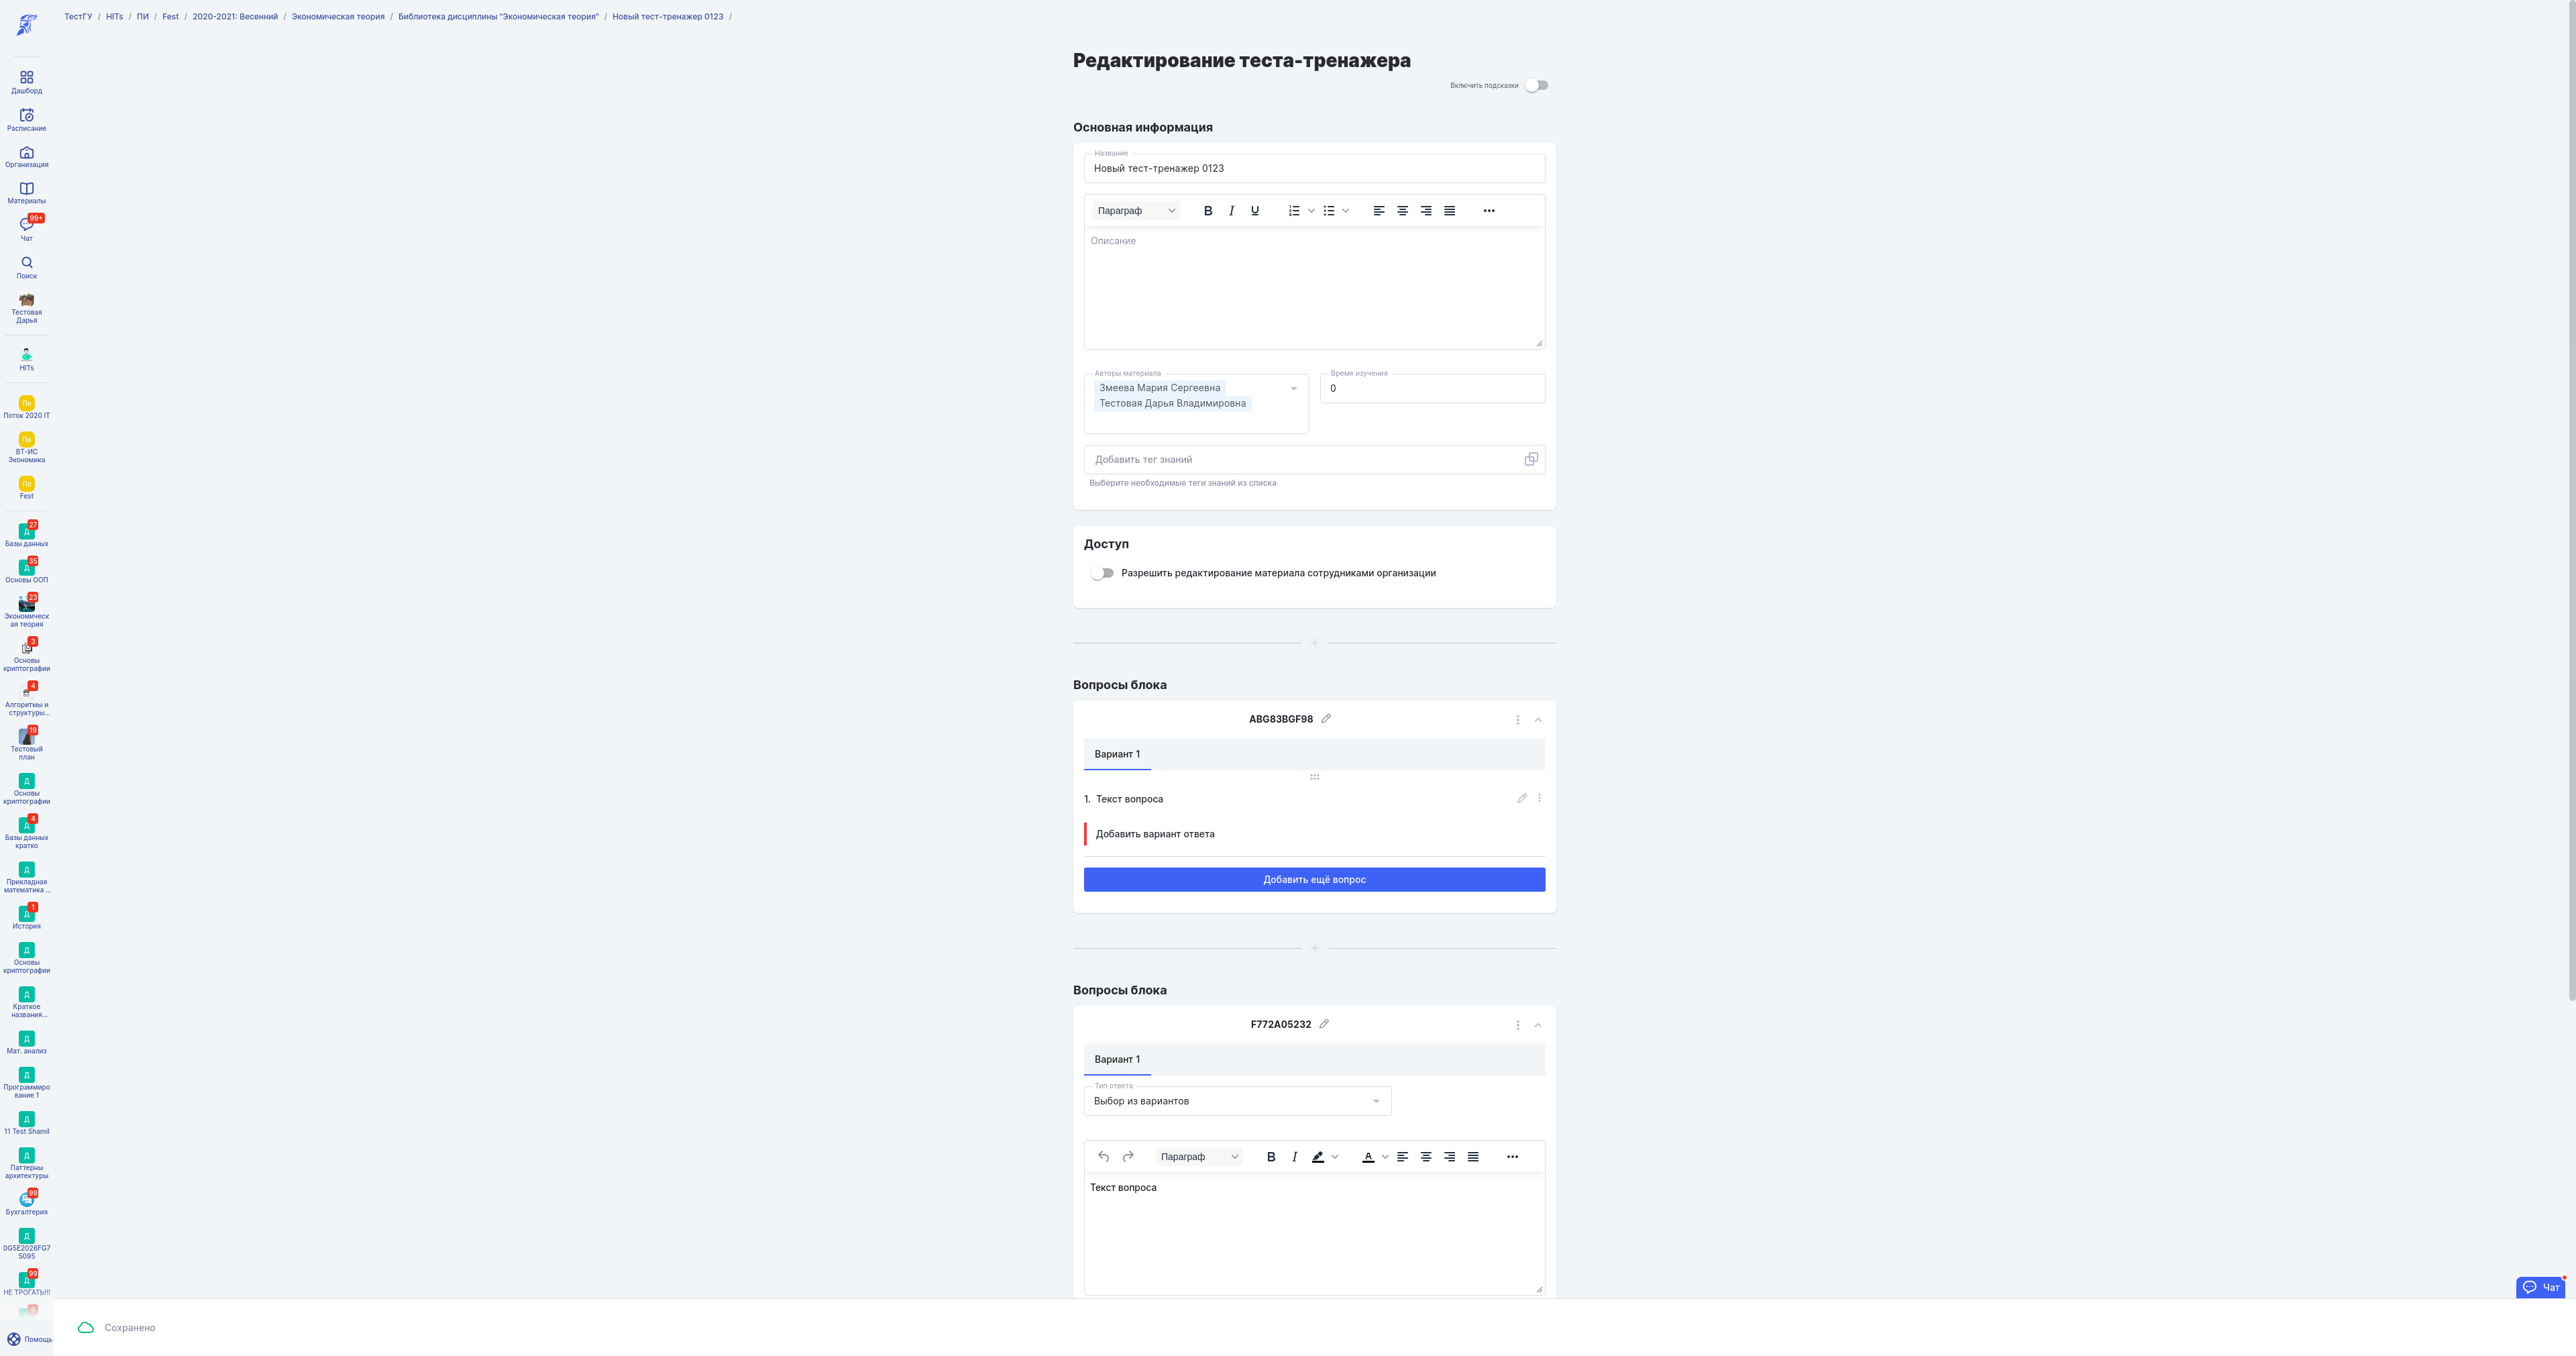 ТестГУ / HITs / ПИ / Fest / 2020-2021: Весенний / Экономическая теория / Библиотека дисциплины "Экономическая теория" / Новый тест-тренажер 0123 /
Дашборд
Расписание
Организация
Материалы
99+
Чат
Поиск
Тестовая
Дарья
HITs
По
Поток 2020 IT
По
ВТ-ИС
Экономика
По
Fest
27
Д
Базы данных
35
Д
Основы ООП
23
Экономическ
ая теория
3
Основы
криптографии
4
Алгоритмы и
структуры...
19
Тестовый
план
Д
Основы
криптографии
4
Д
Базы данных
кратко
Д
Прикладная
математика ...
1
Д
История
Д
Основы
криптографии
Д
Краткое
названия...
Д
Мат. анализ
Д
Программиро
вание 1
Д
11 Test Shamil
Д
Паттерны
архитектуры
99
Бухгалтерия
Д
0G5E2026FG7
5095
99
Д
НЕ ТРОГАТЬ!!!
Помощь
Редактирование теста-тренажера
Включить подсказки
Основная информация
Название
Новый тест-тренажер 0123
Параграф B I U
Описание
Авторы материала
Змеева Мария Сергеевна
Тестовая Дарья Владимировна
Время изучения
0
Добавить тег знаний
Выберите необходимые теги знаний из списка
Доступ
Разрешить редактирование материала сотрудниками организации
Вопросы блока
ABG83BGF98
Вариант 1
1. Текст вопроса
Добавить вариант ответа
Добавить ещё вопрос
Вопросы блока
F772A05232
Вариант 1
Тип ответа
Выбор из вариантов
Параграф B I A
Текст вопроса
Чат
Сохранено